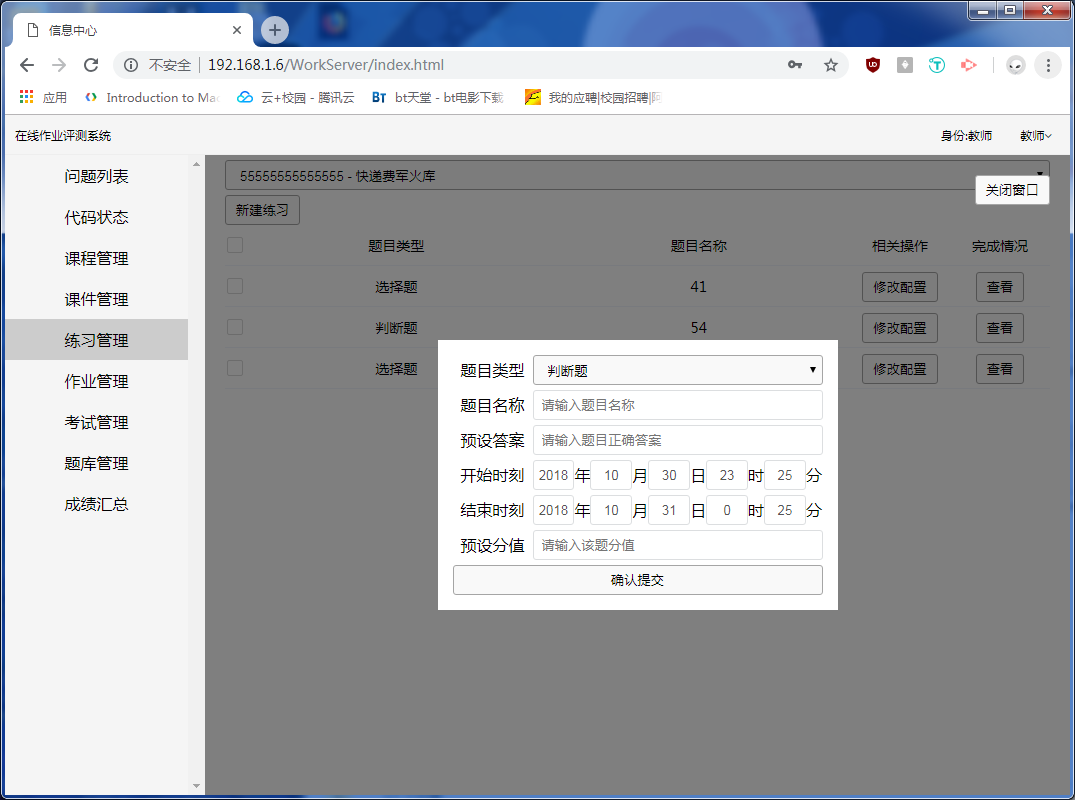 信息中心
不安全 192.168.1.6/WorkServer/index.html
应用 Introduction to Ma 云+校园 - 腾讯云 BT bt天堂 - bt电影下载 我的应聘|校园招聘|阿
在线作业评测系统 身份:教师 教师
问题列表
代码状态
课程管理
课件管理
练习管理
作业管理
考试管理
题库管理
成绩汇总
55555555555555 - 快递费军火库
关闭窗口
新建练习
题目类型 题目名称 相关操作 完成情况
选择题 41 修改配置 查看
判断题 54 修改配置 查看
选择题 修改配置 查看
题目类型 判断题
题目名称 请输入题目名称
预设答案 请输入题目正确答案
开始时刻 2018 年 10 月 30 日 23 时 25 分
结束时刻 2018 年 10 月 31 日 0 时 25 分
预设分值 请输入该题分值
确认提交